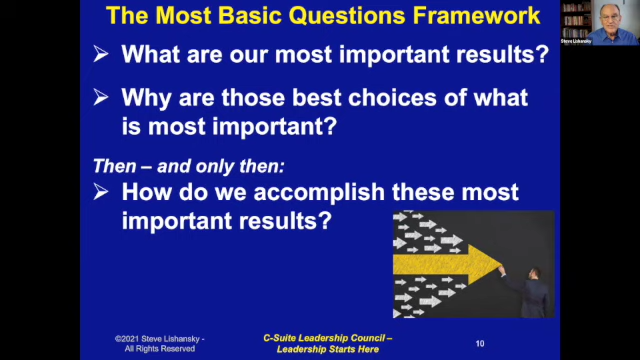 The Most Basic Questions Framework
➢ What are our most important results?
➢ Why are those best choices of what
is most important?
Then – and only then:
➢ How do we accomplish these most
important results?
Steve Lishansky
©2021 Steve Lishansky -
All Rights Reserved
C-Suite Leadership Council –
Leadership Starts Here
10